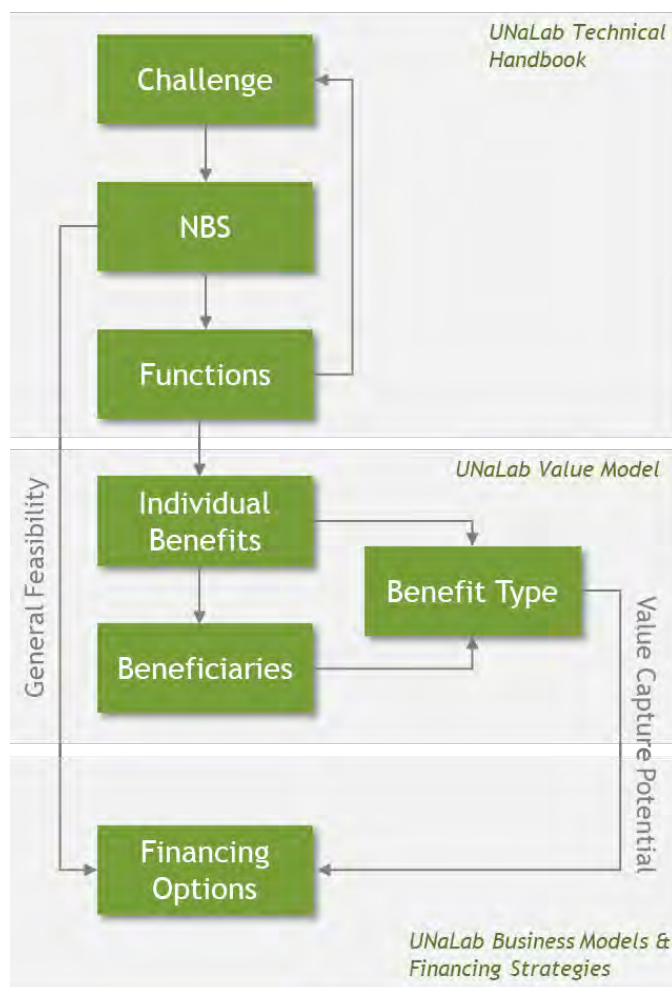 UNaLab Technical
Handbook
Challenge
NBS
Functions
UNaLab Value Model
Individual
Benefits
Benefit Type
Beneficiaries
General Feasibility
Value Capture Potential
Financing
Options
UNaLab Business Models &
Financing Strategies